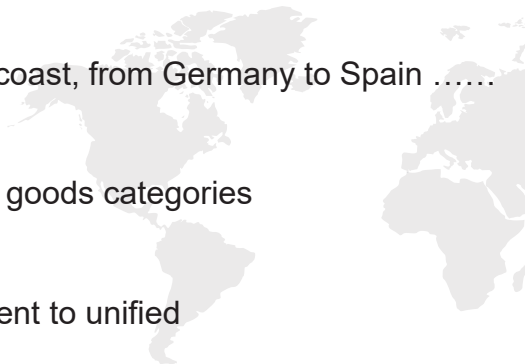 coast, from Germany to Spain ……
goods categories
ent to unified